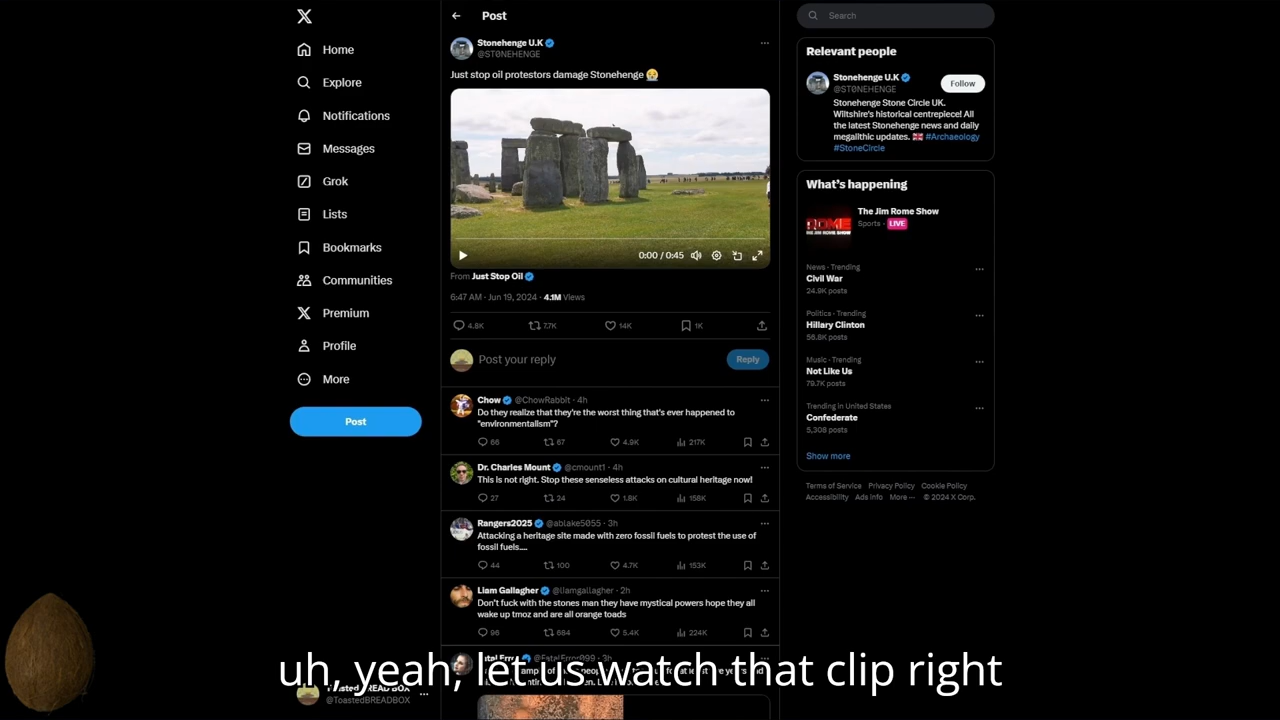 Home
Explore
Notifications
Messages
Grok
Lists
Bookmarks
Communities
Premium
Profile
More
Post
Toasted BREAD BOX
@ToastedBREADBOX
Post
Stonehenge U.K
@ST0NEHENGE
Just stop oil protestors damage Stonehenge
0:00 / 0:45
From Just Stop Oil
6:47 AM · Jun 19, 2024 · 4.1M Views
4.8K 7.7K 14K 1K
Post your reply
Reply
Chow @ChowRabbit · 4h
Do they realize that they're the worst thing that's ever happened to
"environmentalism"?
66 67 4.9K 217K
Dr. Charles Mount @cmount1 · 4h
This is not right. Stop these senseless attacks on cultural heritage now!
27 24 1.8K 158K
Rangers2025 @ablake5055 · 3h
Attacking a heritage site made with zero fossil fuels to protest the use of
fossil fuels....
44 100 4.7K 153K
Liam Gallagher @liamgallagher · 2h
Don't fuck with the stones man they have mystical powers hope they all
wake up tmoz and are all orange toads
96 684 5.4K 224K
@FatalError099 · 3h
uh, yeah, let us watch that clip right
Search
Relevant people
Stonehenge U.K
@ST0NEHENGE
Follow
Stonehenge Stone Circle UK.
Wiltshire's historical centrepiece! All
the latest Stonehenge news and daily
megalithic updates. #Archaeology
#StoneCircle
What's happening
The Jim Rome Show
Sports · LIVE
News · Trending
Civil War
24.9K posts
Politics · Trending
Hillary Clinton
55.8K posts
Music · Trending
Not Like Us
79.7K posts
Trending in United States
Confederate
5,308 posts
Show more
Terms of Service Privacy Policy Cookie Policy
Accessibility Ads info More ··· © 2024 X Corp.